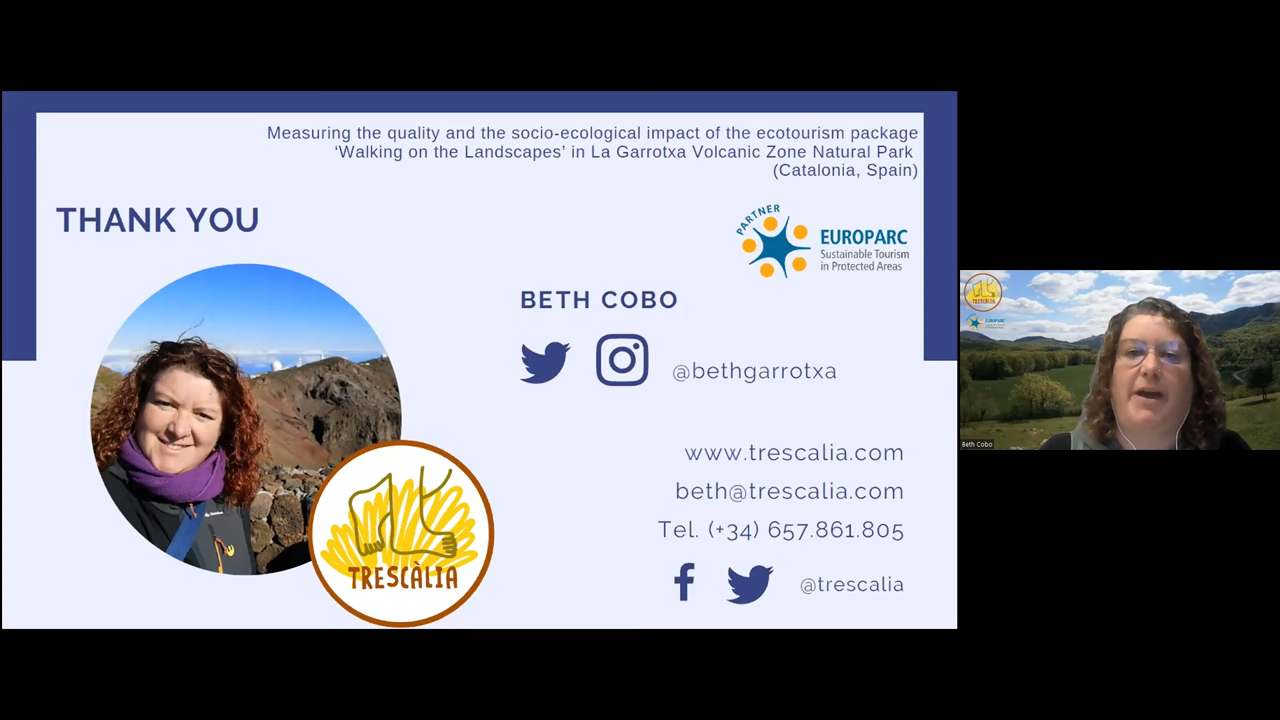 Measuring the quality and the socio-ecological impact of the ecotourism package
‘Walking on the Landscapes’ in La Garrotxa Volcanic Zone Natural Park
(Catalonia, Spain)
THANK YOU
PARTNER
EUROPARC
Sustainable Tourism
in Protected Areas
BETH COBO
@bethgarrotxa
www.trescalia.com
beth@trescalia.com
Tel. (+34) 657.861.805
@trescalia
TRESCÀLIA
TRESCÀLIA
EUROPARC
Beth Cobo